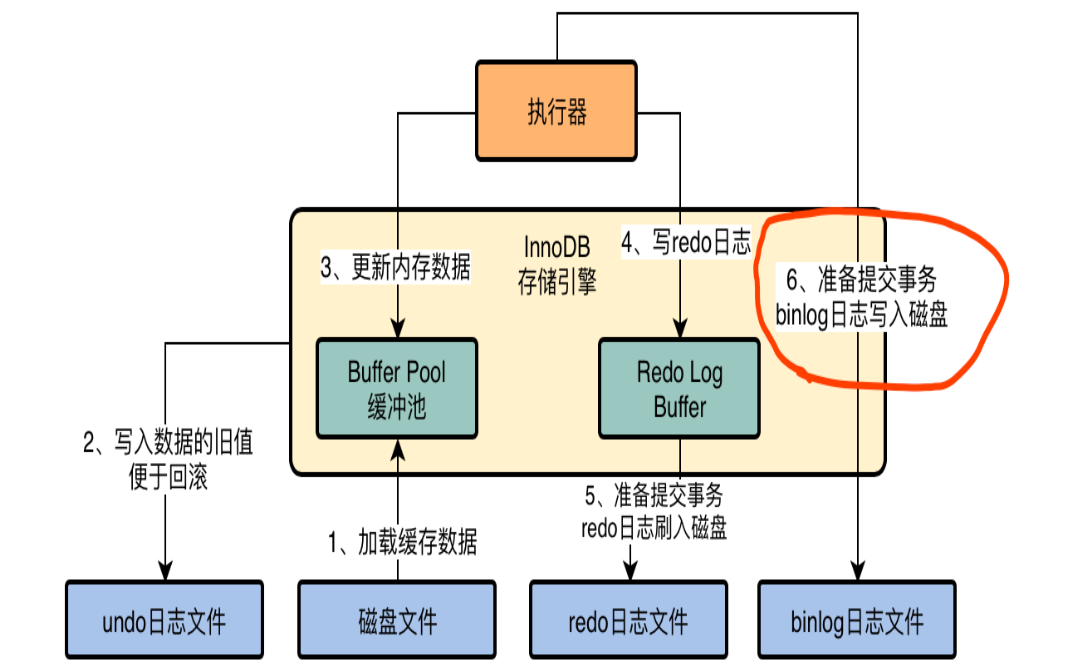 执行器
InnoDB
存储引擎
3、更新内存数据
4、写redo日志
6、准备提交事务
binlog日志写入磁盘
Buffer Pool
缓冲池
Redo Log
Buffer
2、写入数据的旧值
便于回滚
1、加载缓存数据
5、准备提交事务
redo日志刷入磁盘
undo日志文件
磁盘文件
redo日志文件
binlog日志文件